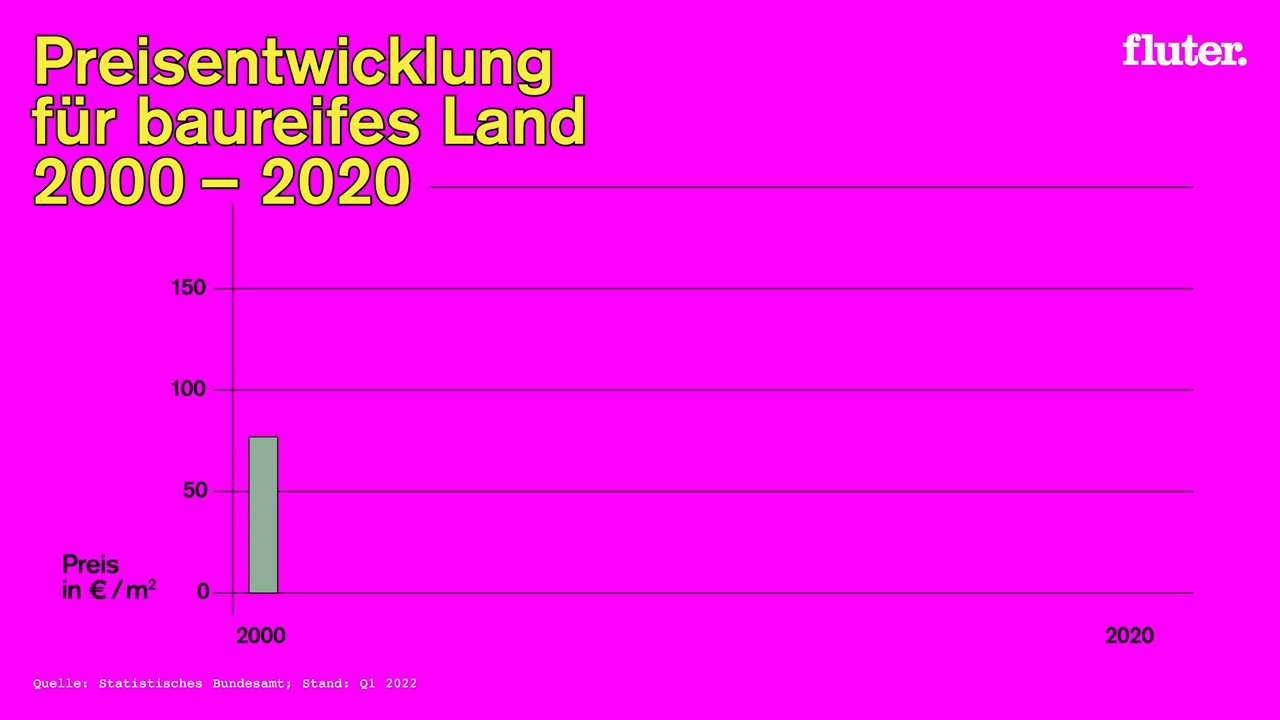 Preisentwicklung
für baureifes Land
2000 – 2020
fluter.
150
100
50
Preis
in €/m²
0
2000
2020
Quelle: Statistisches Bundesamt; Stand: Q1 2022